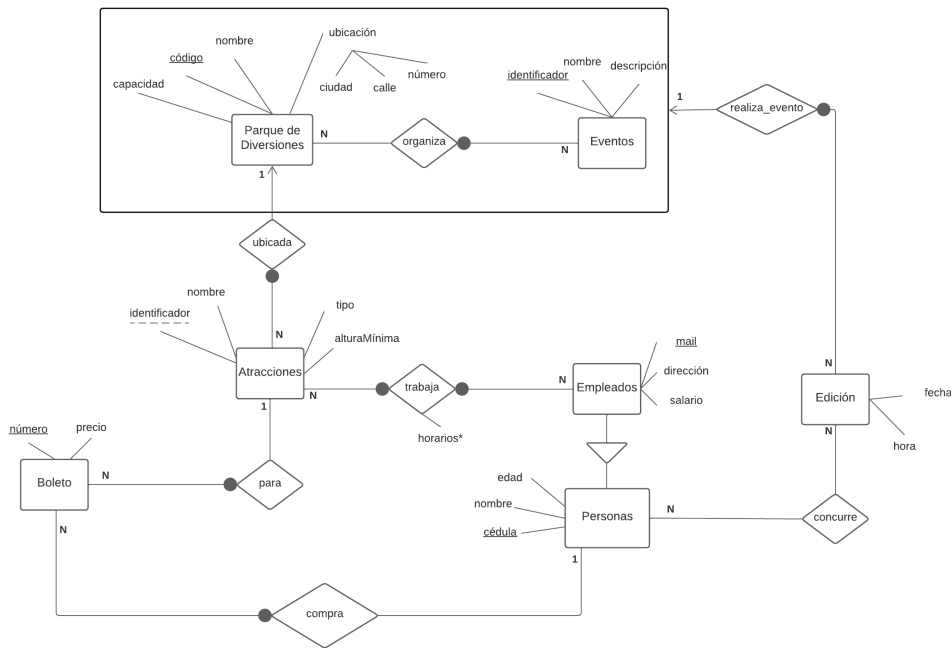 ubicación
nombre
código
capacidad
ciudad
calle
número
nombre
descripción
identificador
Parque de
Diversiones
N
organiza
N
Eventos
1
realiza_evento
1
ubicada
nombre
identificador
tipo
alturaMínima
N
Atracciones
N
trabaja
horarios*
N
Empleados
mail
dirección
salario
N
Edición
fecha
hora
N
1
número
precio
Boleto
N
para
edad
nombre
cédula
Personas
N
concurre
N
1
compra